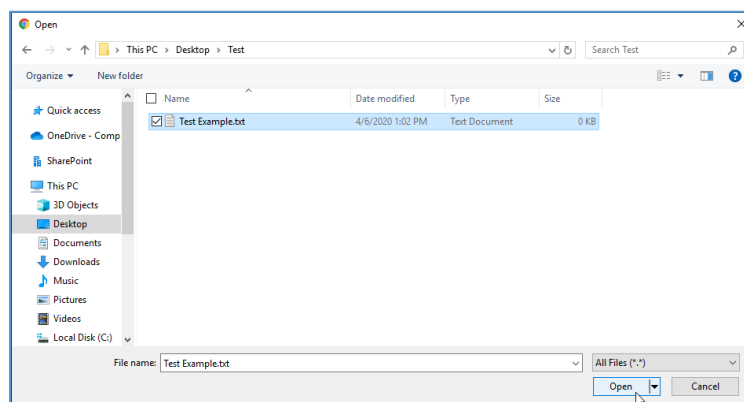 Open
This PC > Desktop > Test
Search Test
Organize
New folder
Name
Date modified
Type
Size
Test Example.txt
4/6/2020 1:02 PM
Text Document
0 KB
Quick access
OneDrive - Comp
SharePoint
This PC
3D Objects
Desktop
Documents
Downloads
Music
Pictures
Videos
Local Disk (C:)
File name: Test Example.txt
All Files (*.*)
Open
Cancel